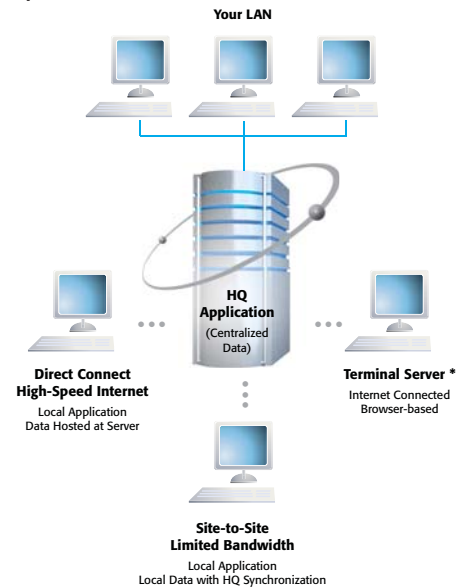 Your LAN
HQ
Application
(Centralized
Data)
Direct Connect
High-Speed Internet
Local Application
Data Hosted at Server
Terminal Server *
Internet Connected
Browser-based
Site-to-Site
Limited Bandwidth
Local Application
Local Data with HQ Synchronization